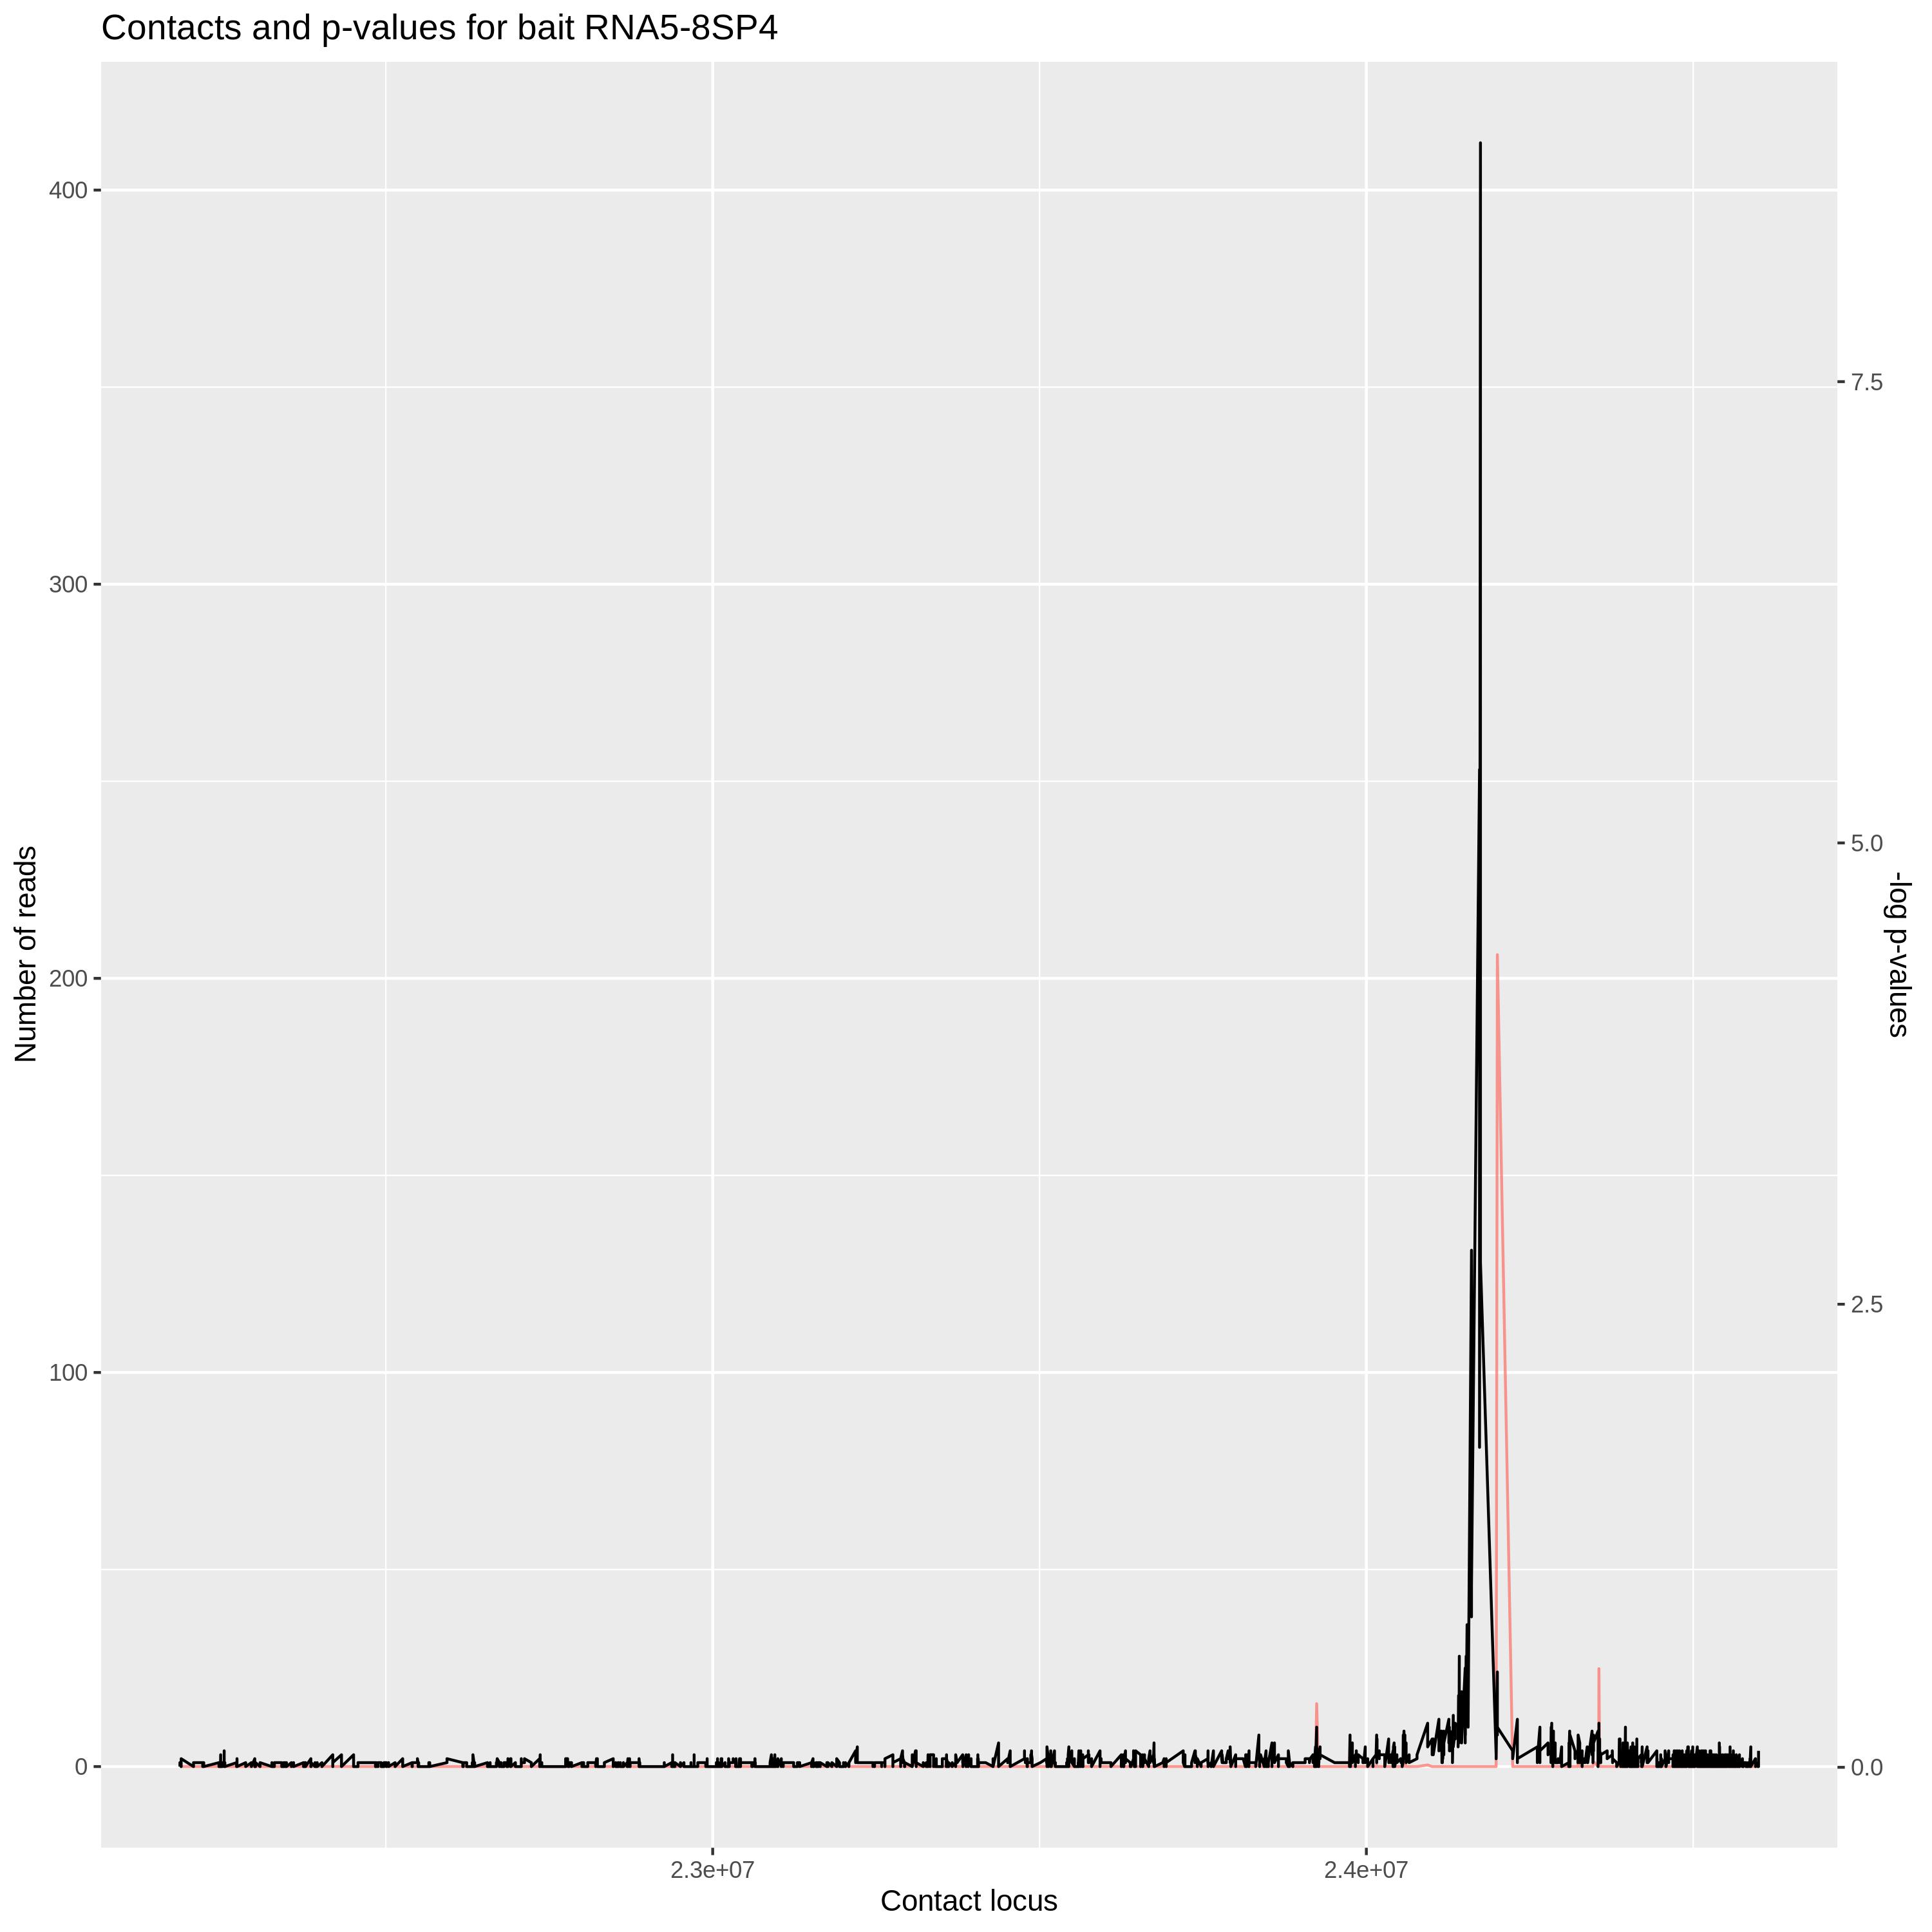 Contacts and p-values for bait RNA5-8SP4
400
300
200
100
0
Number of reads
7.5
5.0
2.5
0.0
-log p-values
2.3e+07
2.4e+07
Contact locus